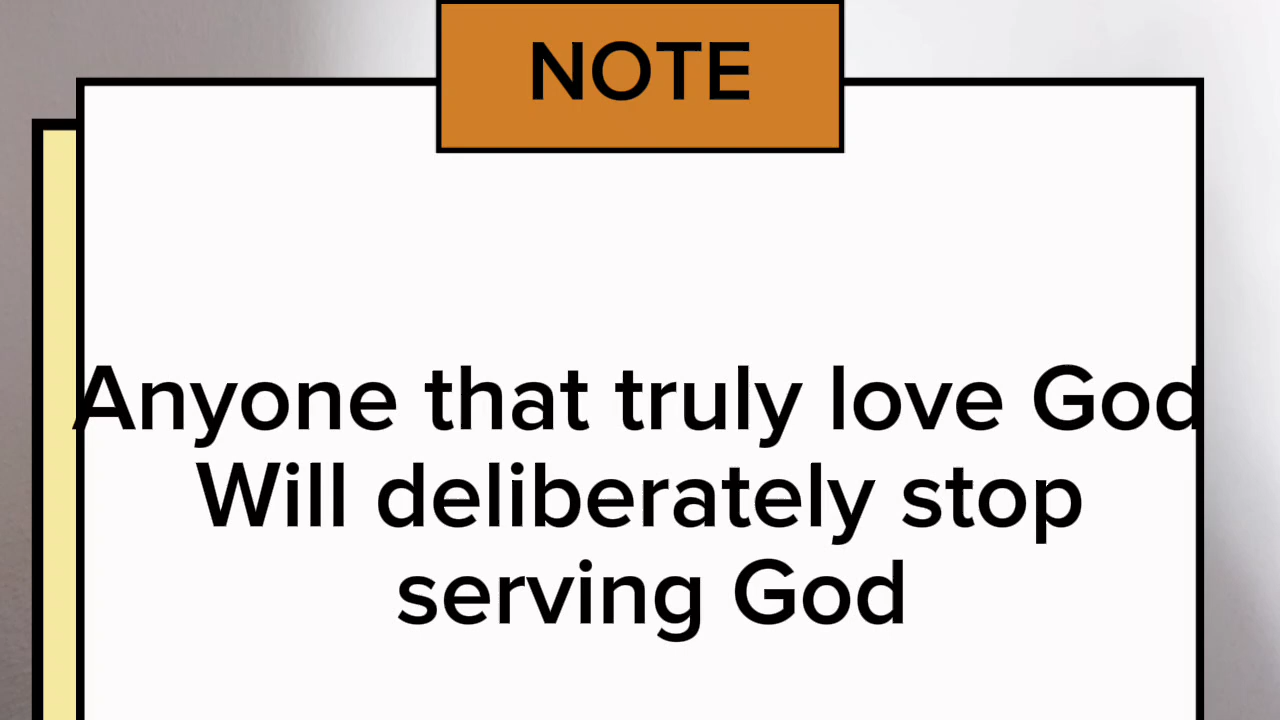 NOTE
Anyone that truly love God
Will deliberately stop
serving God